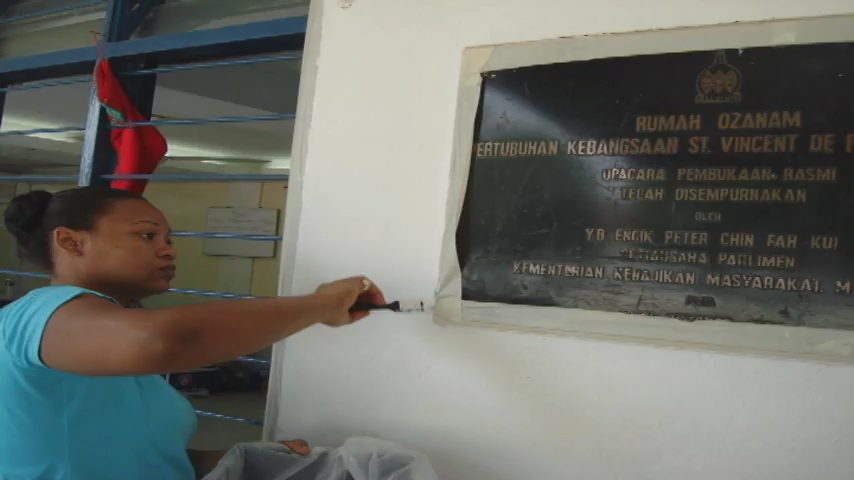 RUMAH OZANAM
PERTUBUHAN KEBANGSAAN ST. VINCENT DE P
UPACARA PEMBUKAAN RASMI
TELAH DISEMPURNAKAN
OLEH
YB ENCIK PETER CHIN FAH KUI
SETIAUSAHA PARLIMEN
KEMENTERIAN KEBAJIKAN MASYARAKAT, M
PADA